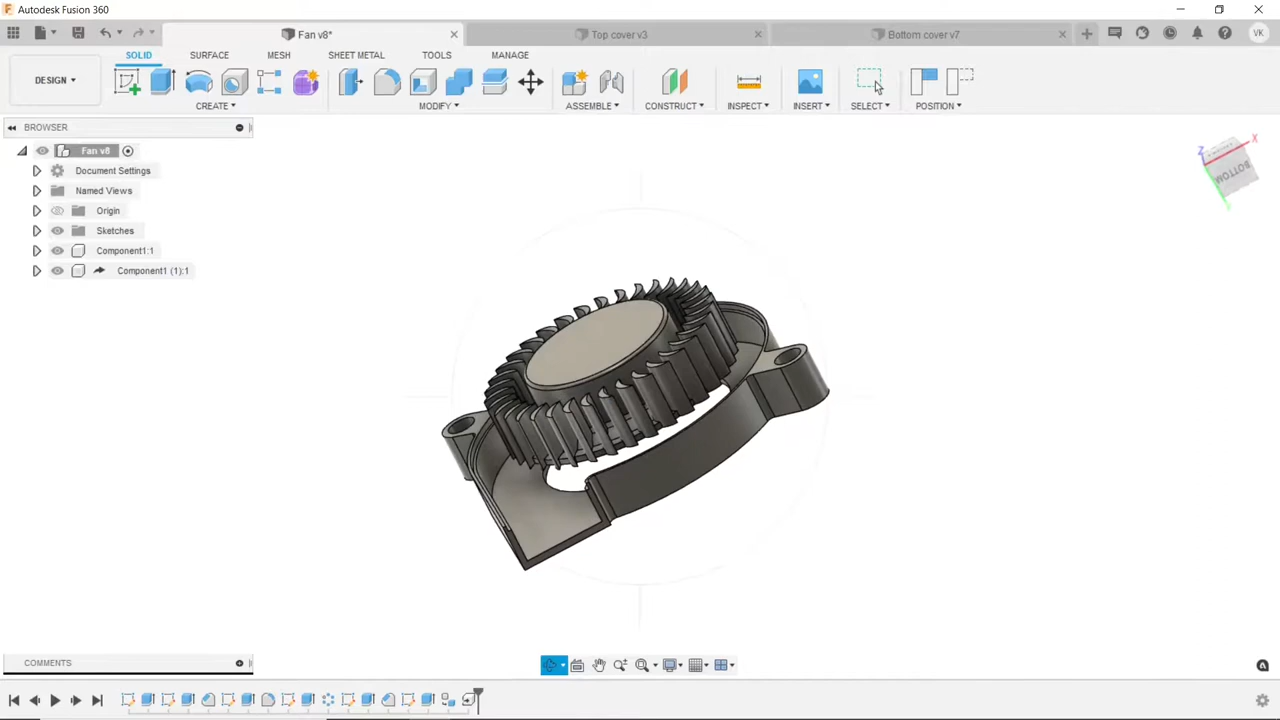 Autodesk Fusion 360
Fan v8*
Top cover v3
Bottom cover v7
VK
DESIGN
SOLID
SURFACE
MESH
SHEET METAL
TOOLS
MANAGE
CREATE
MODIFY
ASSEMBLE
CONSTRUCT
INSPECT
INSERT
SELECT
POSITION
BROWSER
Fan v8
Document Settings
Named Views
Origin
Sketches
Component1:1
Component1 (1):1
X
Z
BOTTOM
COMMENTS